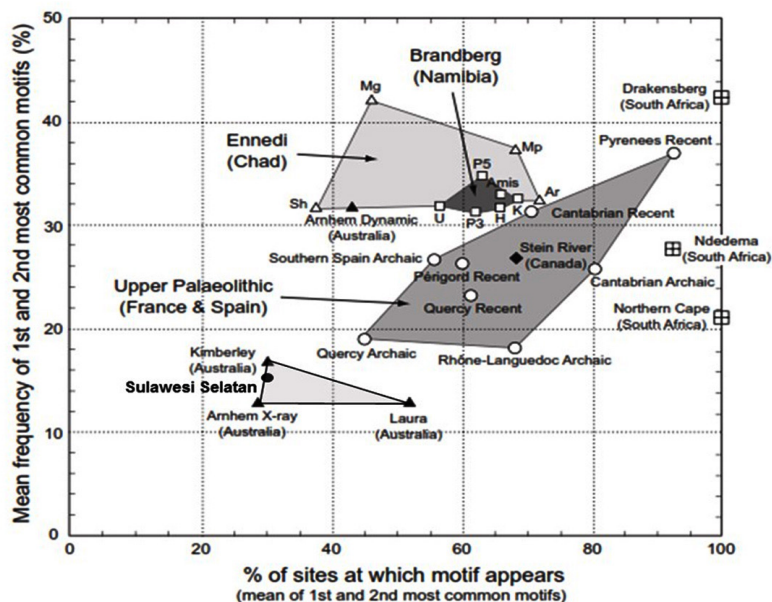 Mean frequency of 1st and 2nd most common motifs (%)
50
40
30
20
10
0
0
20
40
60
80
100
% of sites at which motif appears
(mean of 1st and 2nd most common motifs)
Brandberg
(Namibia)
Drakensberg
(South Africa)
Mg
Ennedi
(Chad)
Pyrenees Recent
Mp
P5
Amis
Ar
Sh
Arnhem Dynamic
(Australia)
U
P3
H
K
Cantabrian Recent
Southern Spain Archaic
Stein River
(Canada)
Ndedema
(South Africa)
Périgord Recent
Upper Palaeolithic
(France & Spain)
Cantabrian Archaic
Quercy Recent
Northern Cape
(South Africa)
Quercy Archaic
Rhône-Languedoc Archaic
Kimberley
(Australia)
Sulawesi Selatan
Arnhem X-ray
(Australia)
Laura
(Australia)